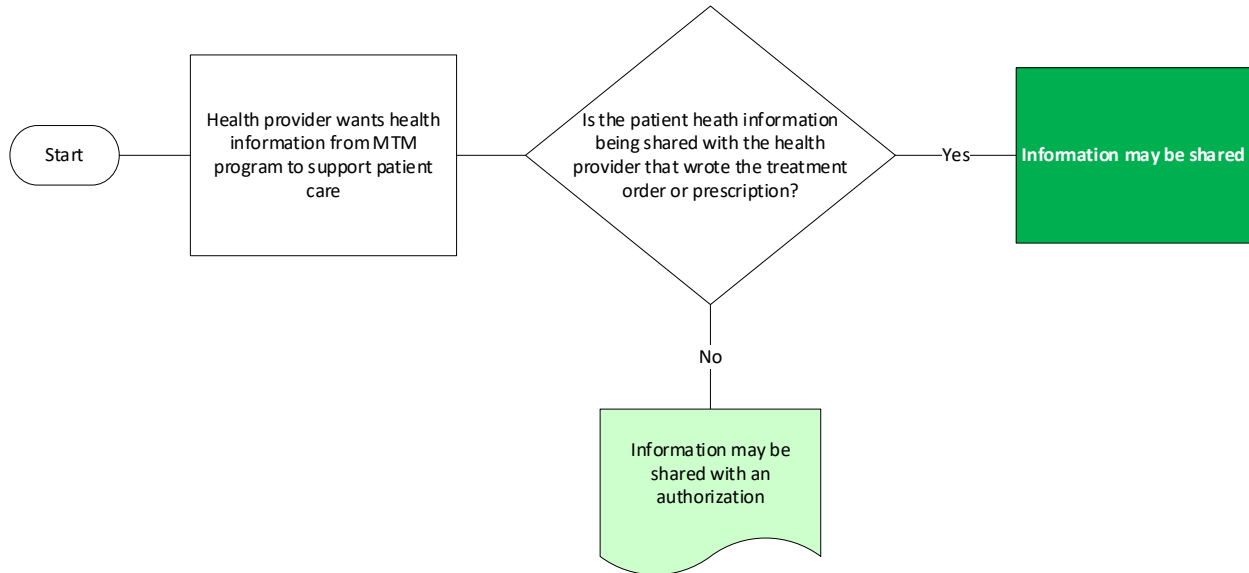 Start
Health provider wants health
information from MTM
program to support patient
care
Is the patient heath information
being shared with the health
provider that wrote the treatment
order or prescription?
Yes
Information may be shared
No
Information may be
shared with an
authorization